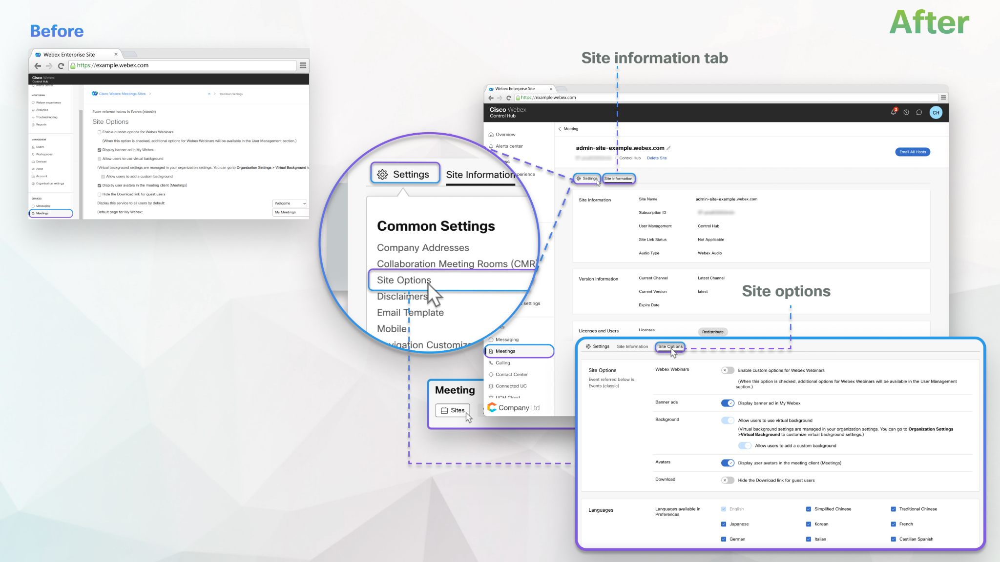 Before
After
Webex Enterprise Site
https://example.webex.com
Cisco Webex
Control Hub
Alerts center
MONITORING
Webex experience
Analytics
Troubleshooting
Reports
MANAGEMENT
Users
Workspaces
Devices
Apps
Account
Organization settings
SERVICES
Messaging
Meetings
Cisco Webex Meetings Sites > n > Common Settings
Event referred below is Events (classic)
Site Options
Enable custom options for Webex Webinars
(When this option is checked, additional options for Webex Webinars will be available in the User Management section.)
Display banner ad in My Webex
Allow users to use virtual background
(Virtual background settings are managed in your organization settings. You can go to Organization Settings > Virtual Background to
Allow users to add a custom background
Display user avatars in the meeting client (Meetings)
Hide the Download link for guest users
Display this service to all users by default: Welcome
Default page for My Webex: My Meetings
Site information tab
Webex Enterprise Site
https://example.webex.com
Cisco Webex
Control Hub
3
CH
Overview
Alerts center
Messaging
Meetings
Calling
Contact Center
Connected UC
UCM Cloud
Company Ltd
Meeting
admin-site-example.webex.com
Control Hub Delete Site
Email All Hosts
Settings Site Information
Site Information
Site Name admin-site-example.webex.com
Subscription ID
User Management Control Hub
Site Link Status Not Applicable
Audio Type Webex Audio
Version Information
Current Channel Latest Channel
Current Version latest
Expire Date
Licenses and Users Licenses Redistribute
Settings Site Information
Common Settings
Company Addresses
Collaboration Meeting Rooms (CMR)
Site Options
Disclaimers
Email Template
Mobile
settings
Meeting
Sites
Site options
Settings Site Information Site Options
Site Options
Event referred below is
Events (classic)
Webex Webinars Enable custom options for Webex Webinars
(When this option is checked, additional options for Webex Webinars will be available in the User Management
section.)
Banner ads Display banner ad in My Webex
Background Allow users to use virtual background
(Virtual background settings are managed in your organization settings. You can go to Organization Settings
>Virtual Background to customize virtual background settings.)
Allow users to add a custom background
Avatars Display user avatars in the meeting client (Meetings)
Download Hide the Download link for guest users
Languages
Languages available in
Preferences
English Simplified Chinese Traditional Chinese
Japanese Korean French
German Italian Castilian Spanish